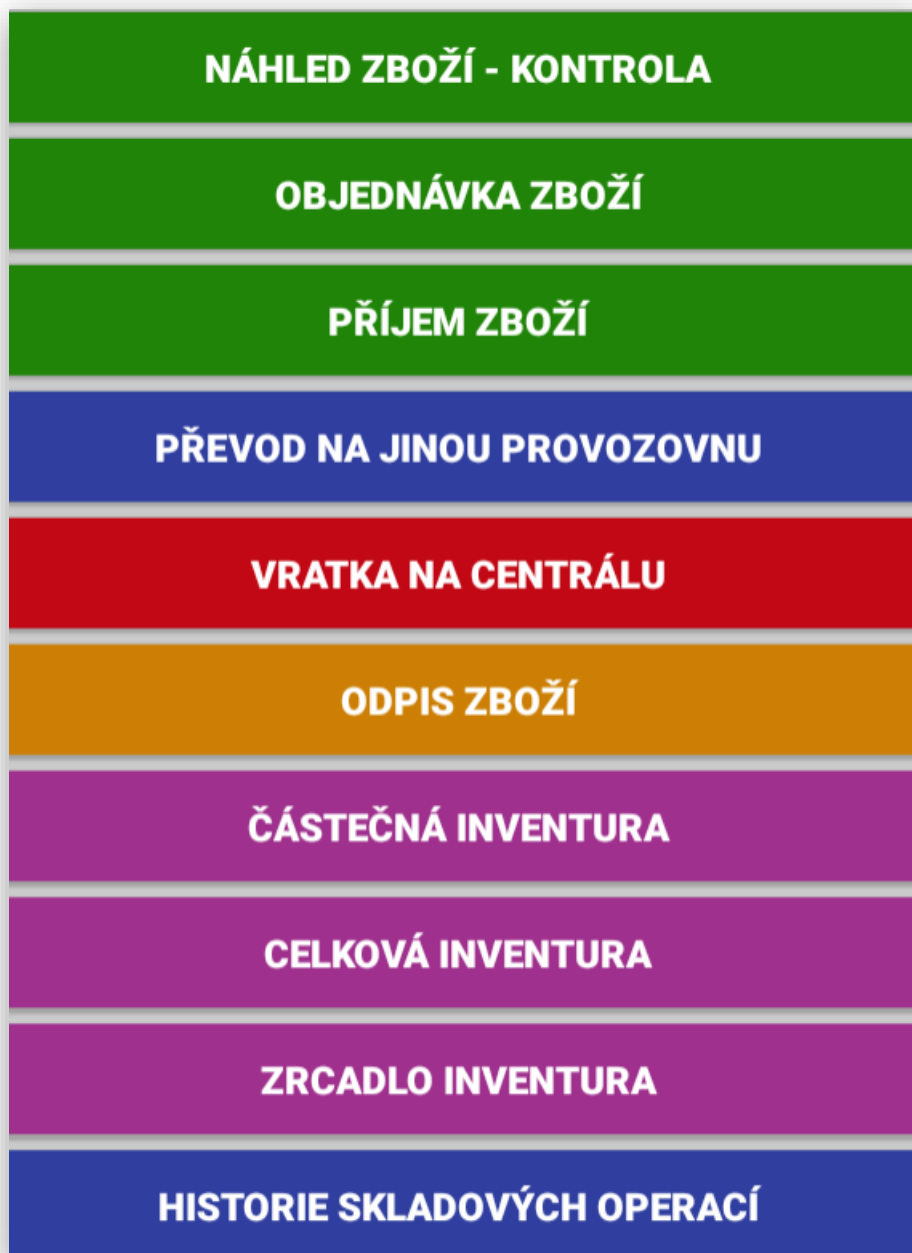 NÁHLED ZBOŽÍ - KONTROLA
OBJEDNÁVKA ZBOŽÍ
PŘÍJEM ZBOŽÍ
PŘEVOD NA JINOU PROVOZOVNU
VRATKA NA CENTRÁLU
ODPIS ZBOŽÍ
ČÁSTEČNÁ INVENTURA
CELKOVÁ INVENTURA
ZRCADLO INVENTURA
HISTORIE SKLADOVÝCH OPERACÍ